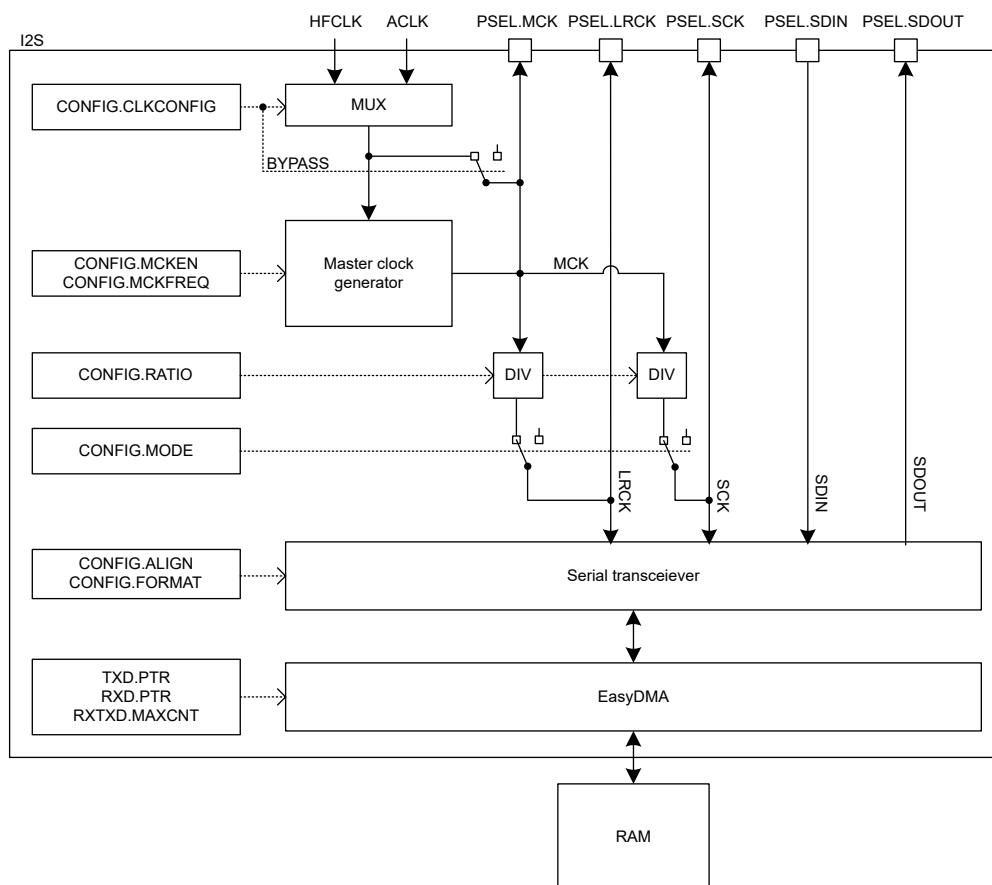 HFCLK ACLK PSEL.MCK PSEL.LRCK PSEL.SCK PSEL.SDIN PSEL.SDOUT
I2S
CONFIG.CLKCONFIG
MUX
BYPASS
CONFIG.MCKEN
CONFIG.MCKFREQ
Master clock
generator
MCK
CONFIG.RATIO
DIV
DIV
CONFIG.MODE
LRCK
SCK
SDIN
SDOUT
CONFIG.ALIGN
CONFIG.FORMAT
Serial transceiever
TXD.PTR
RXD.PTR
RXTXD.MAXCNT
EasyDMA
RAM